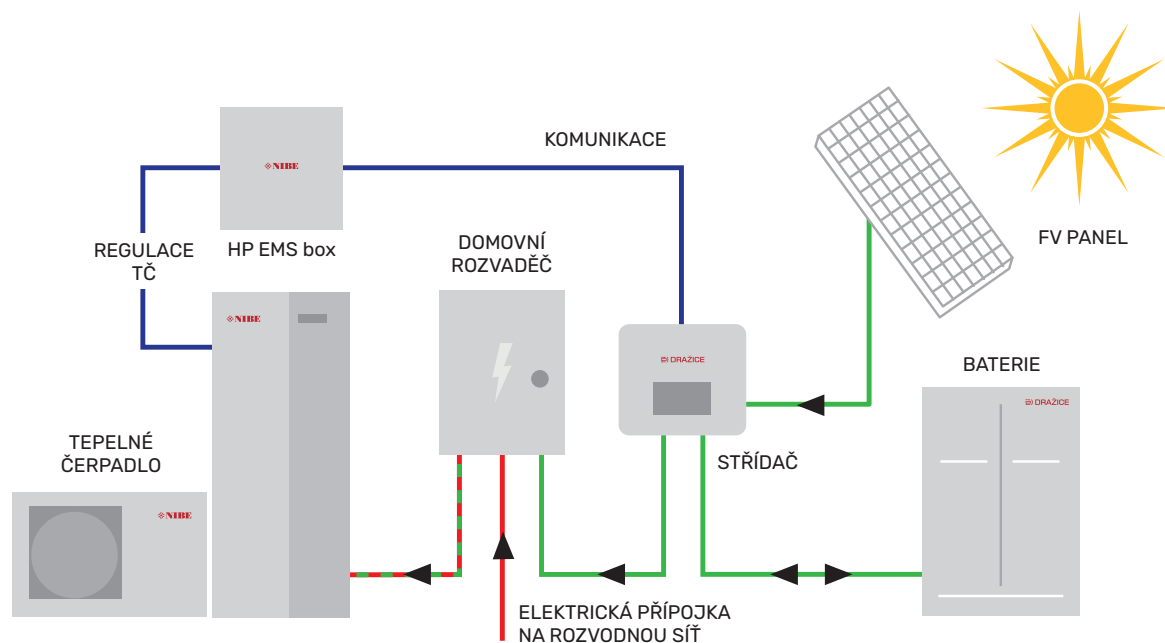 KOMUNIKACE
NIBE
HP EMS box
REGULACE
TČ
DOMOVNÍ
ROZVADĚČ
FV PANEL
NIBE
DRAŽICE
BATERIE
DRAŽICE
TEPELNÉ
ČERPADLO
STŘÍDAČ
NIBE
ELEKTRICKÁ PŘÍPOJKA
NA ROZVODNOU SÍŤ